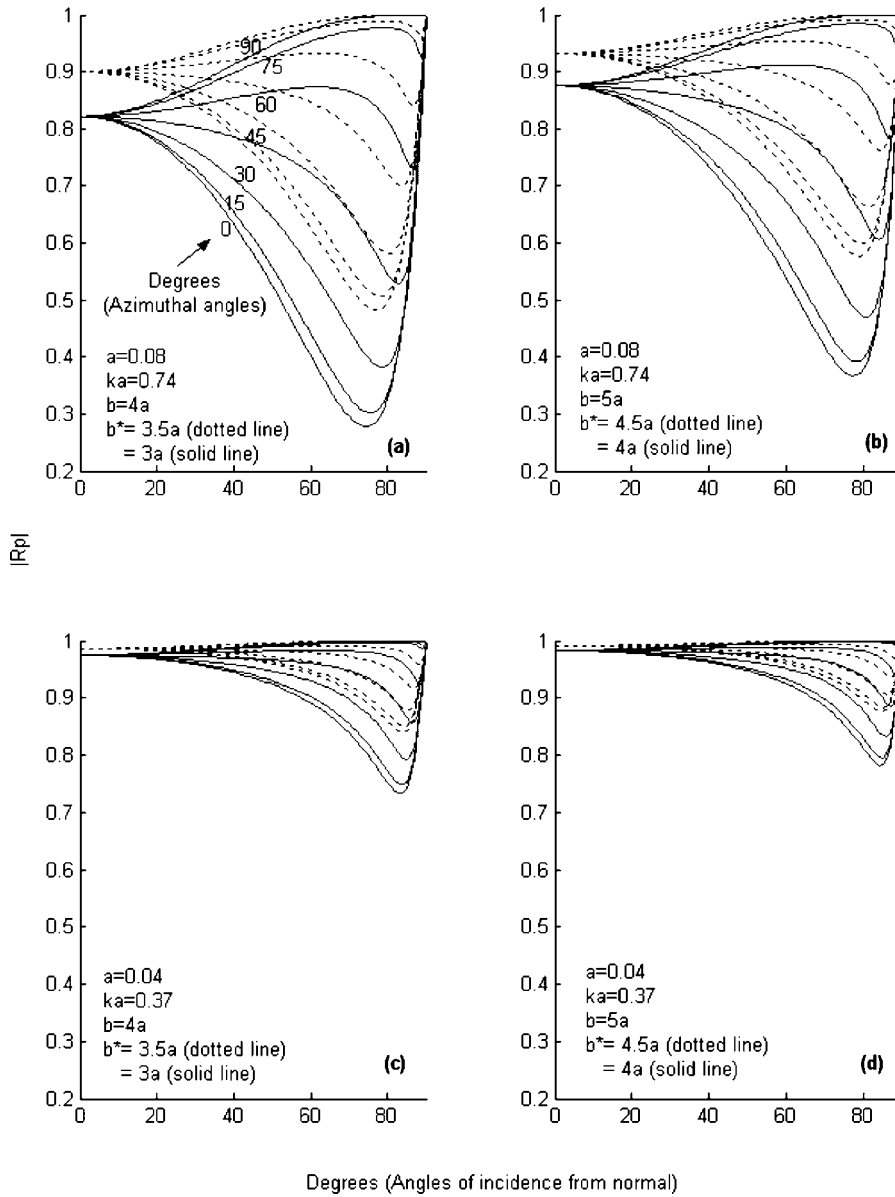 1
0.9
0.8
0.7
0.6
0.5
0.4
0.3
0.2
0 20 40 60 80
90
75
60
45
30
15
0
Degrees
(Azimuthal angles)
a=0.08
ka=0.74
b=4a
b*= 3.5a (dotted line)
= 3a (solid line)
(a)
1
0.9
0.8
0.7
0.6
0.5
0.4
0.3
0.2
0 20 40 60 80
a=0.08
ka=0.74
b=5a
b*= 4.5a (dotted line)
= 4a (solid line)
(b)
|Rp|
1
0.9
0.8
0.7
0.6
0.5
0.4
0.3
0.2
0 20 40 60 80
a=0.04
ka=0.37
b=4a
b*= 3.5a (dotted line)
= 3a (solid line)
(c)
1
0.9
0.8
0.7
0.6
0.5
0.4
0.3
0.2
0 20 40 60 80
a=0.04
ka=0.37
b=5a
b*= 4.5a (dotted line)
= 4a (solid line)
(d)
Degrees (Angles of incidence from normal)